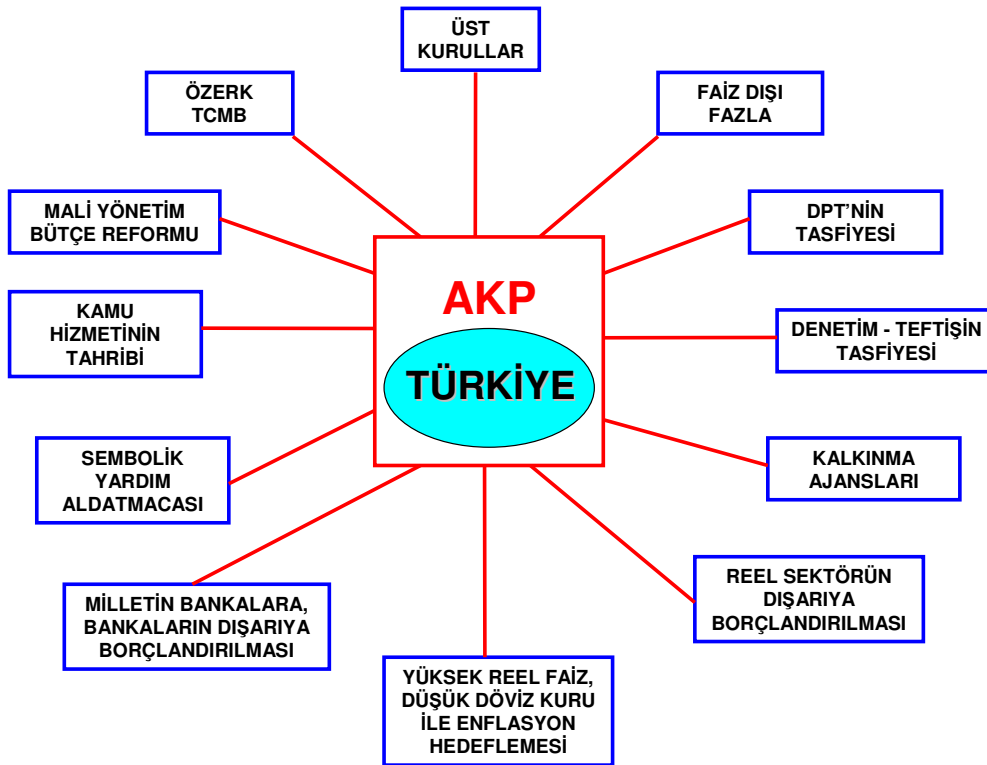 ÜST
KURULLAR
ÖZERK
TCMB
FAİZ DIŞI
FAZLA
MALİ YÖNETİM
BÜTÇE REFORMU
DPT'NİN
TASFİYESİ
AKP
TÜRKİYE
KAMU
HİZMETİNİN
TAHRİBİ
DENETİM - TEFTİŞİN
TASFİYESİ
SEMBOLİK
YARDIM
ALDATMACASI
KALKINMA
AJANSLARI
MİLLETİN BANKALARA,
BANKALARIN DIŞARIYA
BORÇLANDIRILMASI
REEL SEKTÖRÜN
DIŞARIYA
BORÇLANDIRILMASI
YÜKSEK REEL FAİZ,
DÜŞÜK DÖVİZ KURU
İLE ENFLASYON
HEDEFLEMESİ